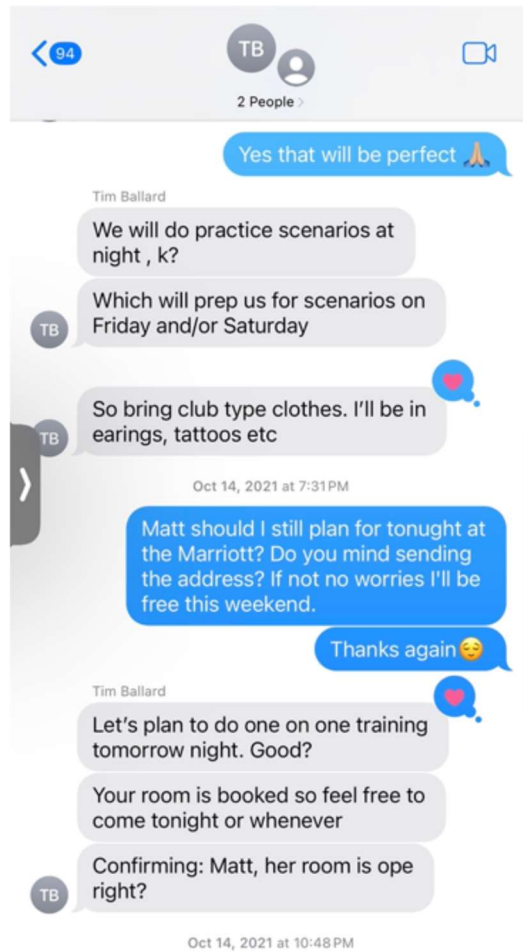 94
TB
2 People
Yes that will be perfect 🙏🏼
Tim Ballard
We will do practice scenarios at
night , k?
Which will prep us for scenarios on
Friday and/or Saturday
TB
So bring club type clothes. I'll be in
earings, tattoos etc
TB
Oct 14, 2021 at 7:31 PM
Matt should I still plan for tonught at
the Marriott? Do you mind sending
the address? If not no worries I'll be
free this weekend.
Thanks again😌
Tim Ballard
Let's plan to do one on one training
tomorrow night. Good?
Your room is booked so feel free to
come tonight or whenever
Confirming: Matt, her room is ope
right?
TB
Oct 14, 2021 at 10:48 PM